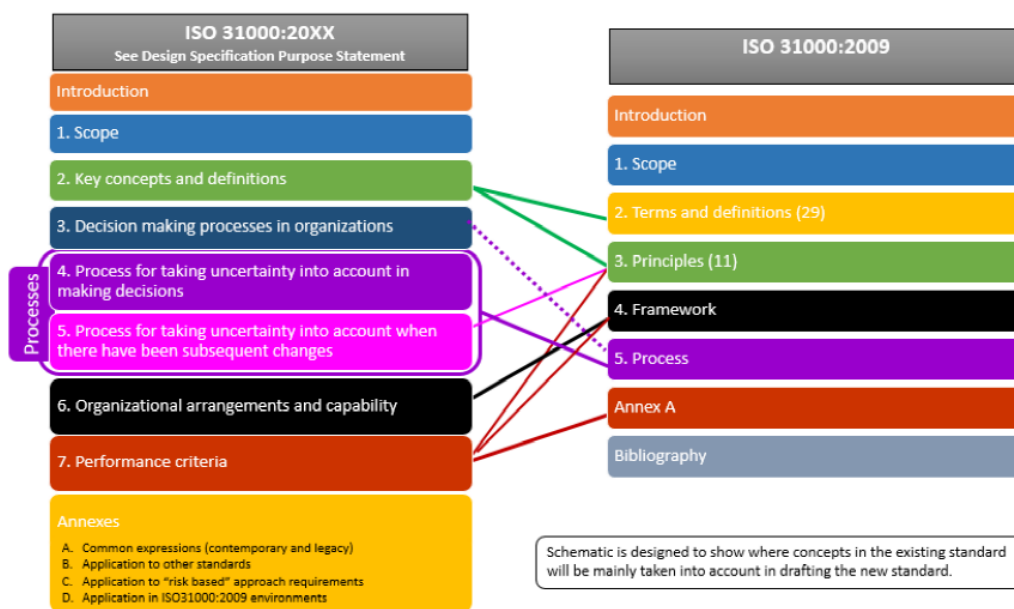 ISO 31000:20XX
See Design Specification Purpose Statement
Introduction
1. Scope
2. Key concepts and definitions
3. Decision making processes in organizations
Processes
4. Process for taking uncertainty into account in
making decisions
5. Process for taking uncertainty into account when
there have been subsequent changes
6. Organizational arrangements and capability
7. Performance criteria
Annexes
A. Common expressions (contemporary and legacy)
B. Application to other standards
C. Application to “risk based” approach requirements
D. Application in ISO31000:2009 environments
ISO 31000:2009
Introduction
1. Scope
2. Terms and definitions (29)
3. Principles (11)
4. Framework
5. Process
Annex A
Bibliography
Schematic is designed to show where concepts in the existing standard
will be mainly taken into account in drafting the new standard.